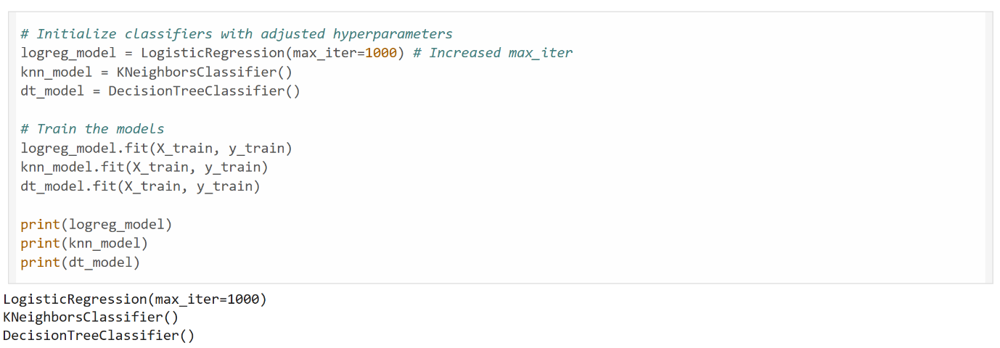 # Initialize classifiers with adjusted hyperparameters
logreg_model = LogisticRegression(max_iter=1000) # Increased max_iter
knn_model = KNeighborsClassifier()
dt_model = DecisionTreeClassifier()
# Train the models
logreg_model.fit(X_train, y_train)
knn_model.fit(X_train, y_train)
dt_model.fit(X_train, y_train)
print(logreg_model)
print(knn_model)
print(dt_model)
LogisticRegression(max_iter=1000)
KNeighborsClassifier()
DecisionTreeClassifier()